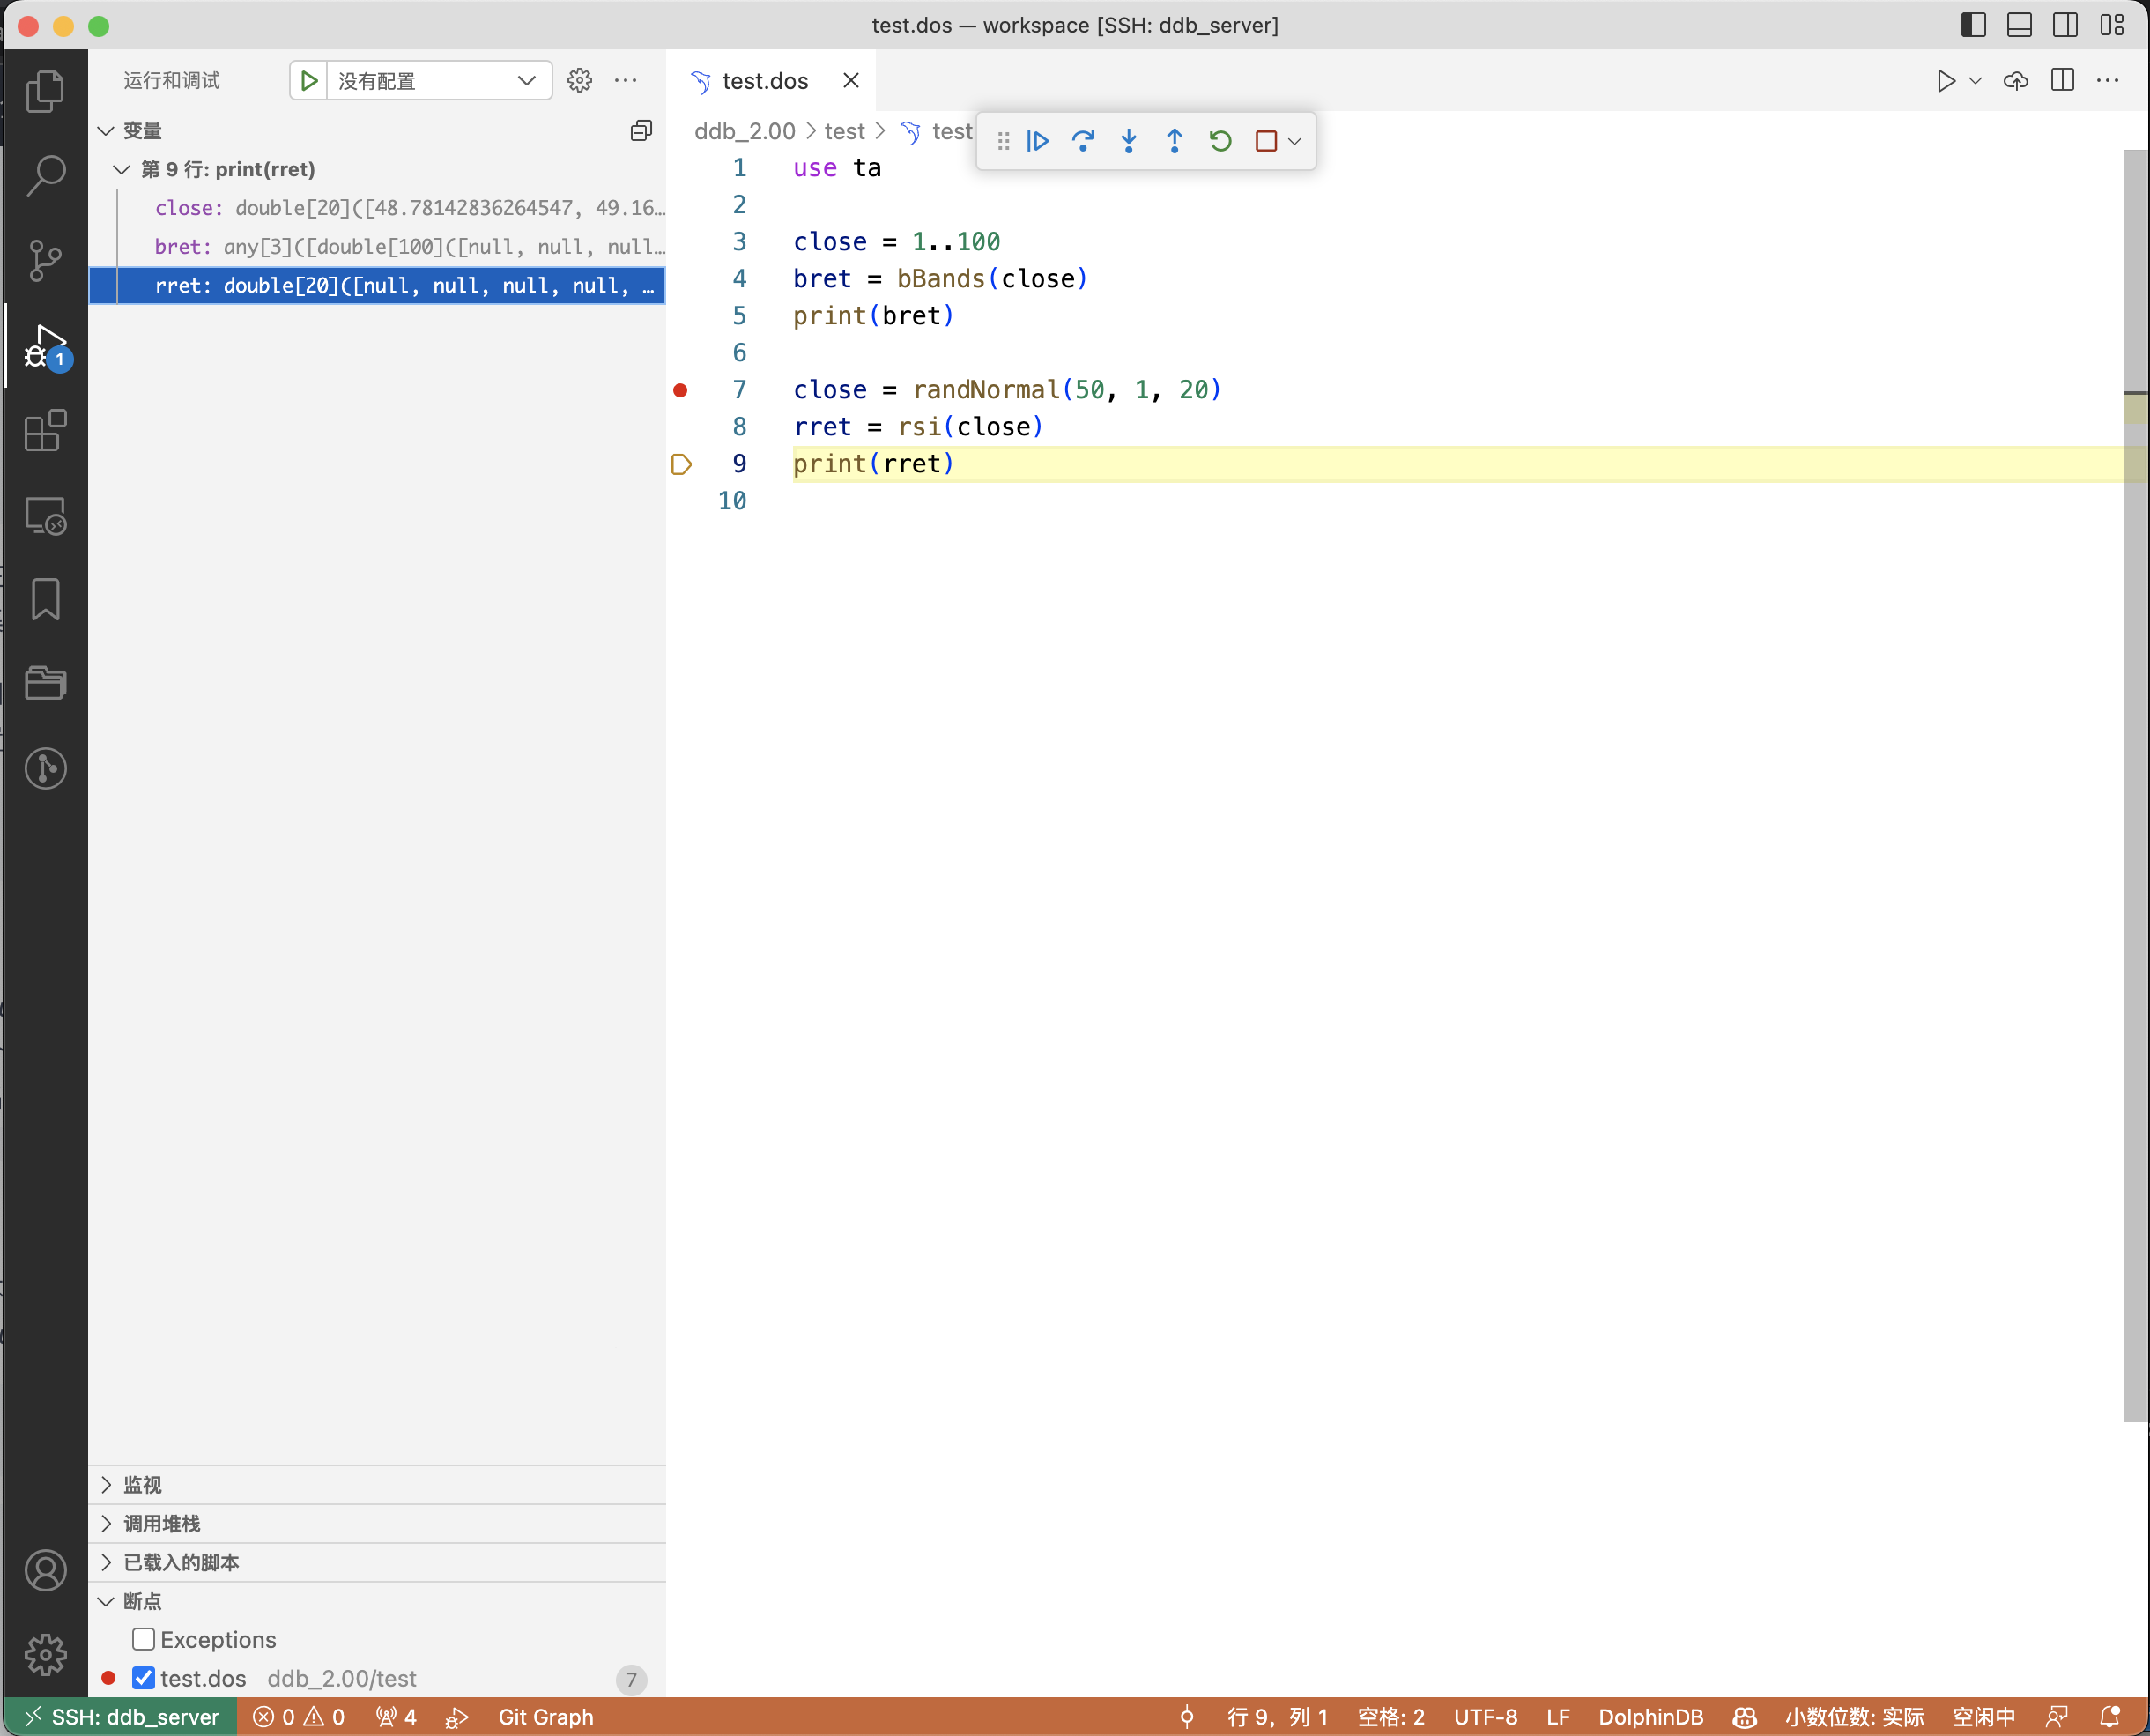 test.dos — workspace [SSH: ddb_server]
运行和调试
没有配置
test.dos
变量
ddb_2.00 > test > test
第 9 行: print(rret)
close: double[20]([48.78142836264547, 49.16…
bret: any[3]([double[100]([null, null, null…
rret: double[20]([null, null, null, null, …
1 use ta
2
3 close = 1..100
4 bret = bBands(close)
5 print(bret)
6
7 close = randNormal(50, 1, 20)
8 rret = rsi(close)
9 print(rret)
10
1
监视
调用堆栈
已载入的脚本
断点
Exceptions
test.dos ddb_2.00/test 7
SSH: ddb_server 0 0 4 Git Graph 行 9, 列 1 空格: 2 UTF-8 LF DolphinDB 小数位数: 实际 空闲中